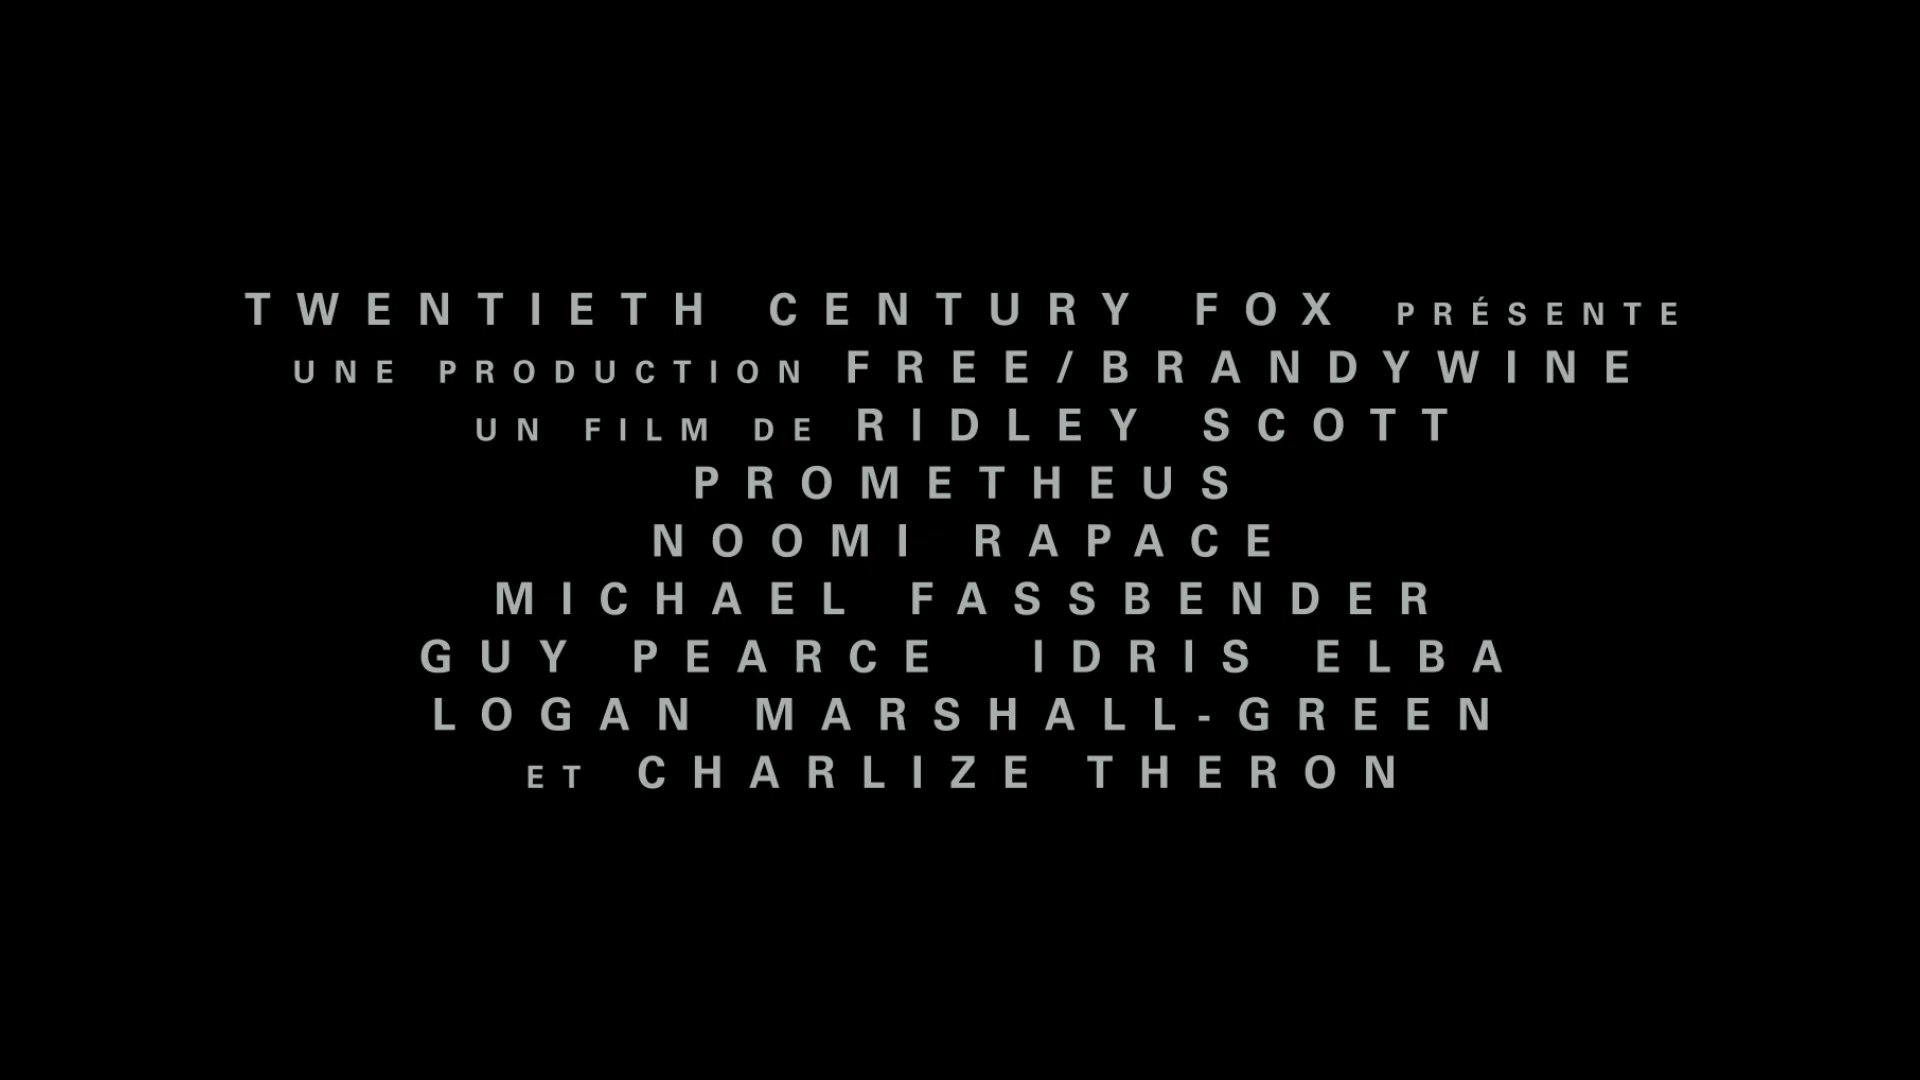 TWENTIETH CENTURY FOX PRÉSENTE
UNE PRODUCTION FREE/BRANDYWINE
UN FILM DE RIDLEY SCOTT
PROMETHEUS
NOOMI RAPACE
MICHAEL FASSBENDER
GUY PEARCE IDRIS ELBA
LOGAN MARSHALL-GREEN
ET CHARLIZE THERON